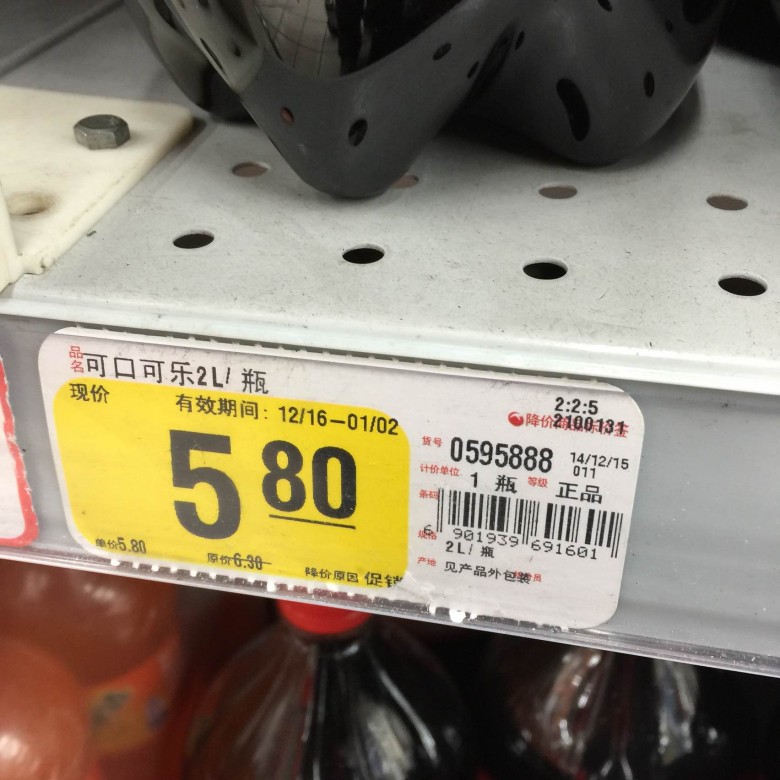 品名 可口可乐2L/ 瓶
现价
有效期间: 12/16-01/02
5 80
单价5.80
原价6.30
降价原因 促销
2:2:5
2100131
货号 0595888 14/12/15
011
计价单位 1 瓶 等级 正品
条码
6 901939 691601
规格 2L/ 瓶
产地 见产品外包装